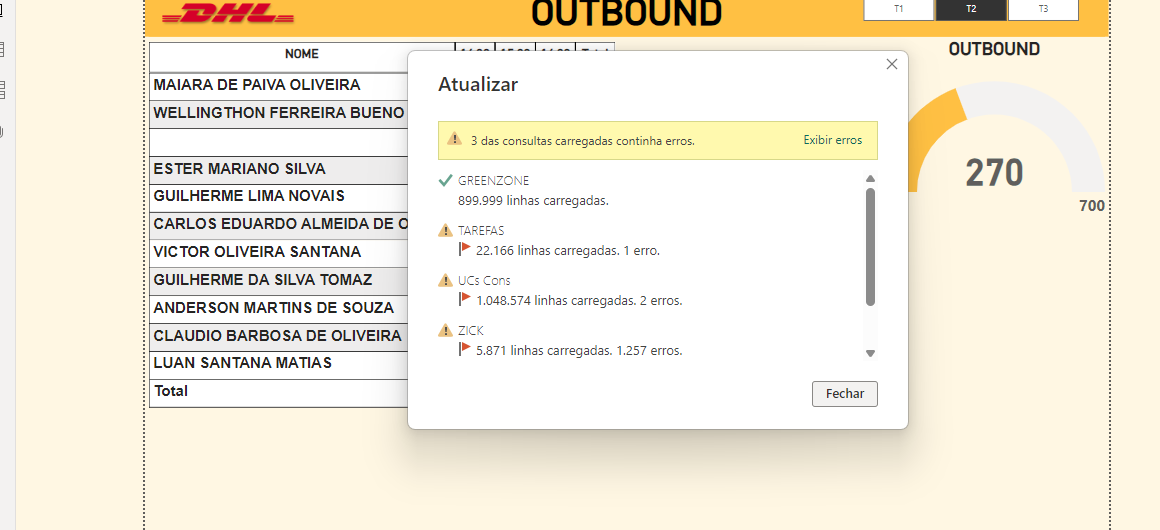 DHL
OUTBOUND
T1
T2
T3
NOME
Total
MAIARA DE PAIVA OLIVEIRA
WELLINGTHON FERREIRA BUENO
ESTER MARIANO SILVA
GUILHERME LIMA NOVAIS
CARLOS EDUARDO ALMEIDA DE O
VICTOR OLIVEIRA SANTANA
GUILHERME DA SILVA TOMAZ
ANDERSON MARTINS DE SOUZA
CLAUDIO BARBOSA DE OLIVEIRA
LUAN SANTANA MATIAS
Total
Atualizar
3 das consultas carregadas continha erros.
Exibir erros
GREENZONE
899.999 linhas carregadas.
TAREFAS
22.166 linhas carregadas. 1 erro.
UCs Cons
1.048.574 linhas carregadas. 2 erros.
ZICK
5.871 linhas carregadas. 1.257 erros.
Fechar
OUTBOUND
270
700